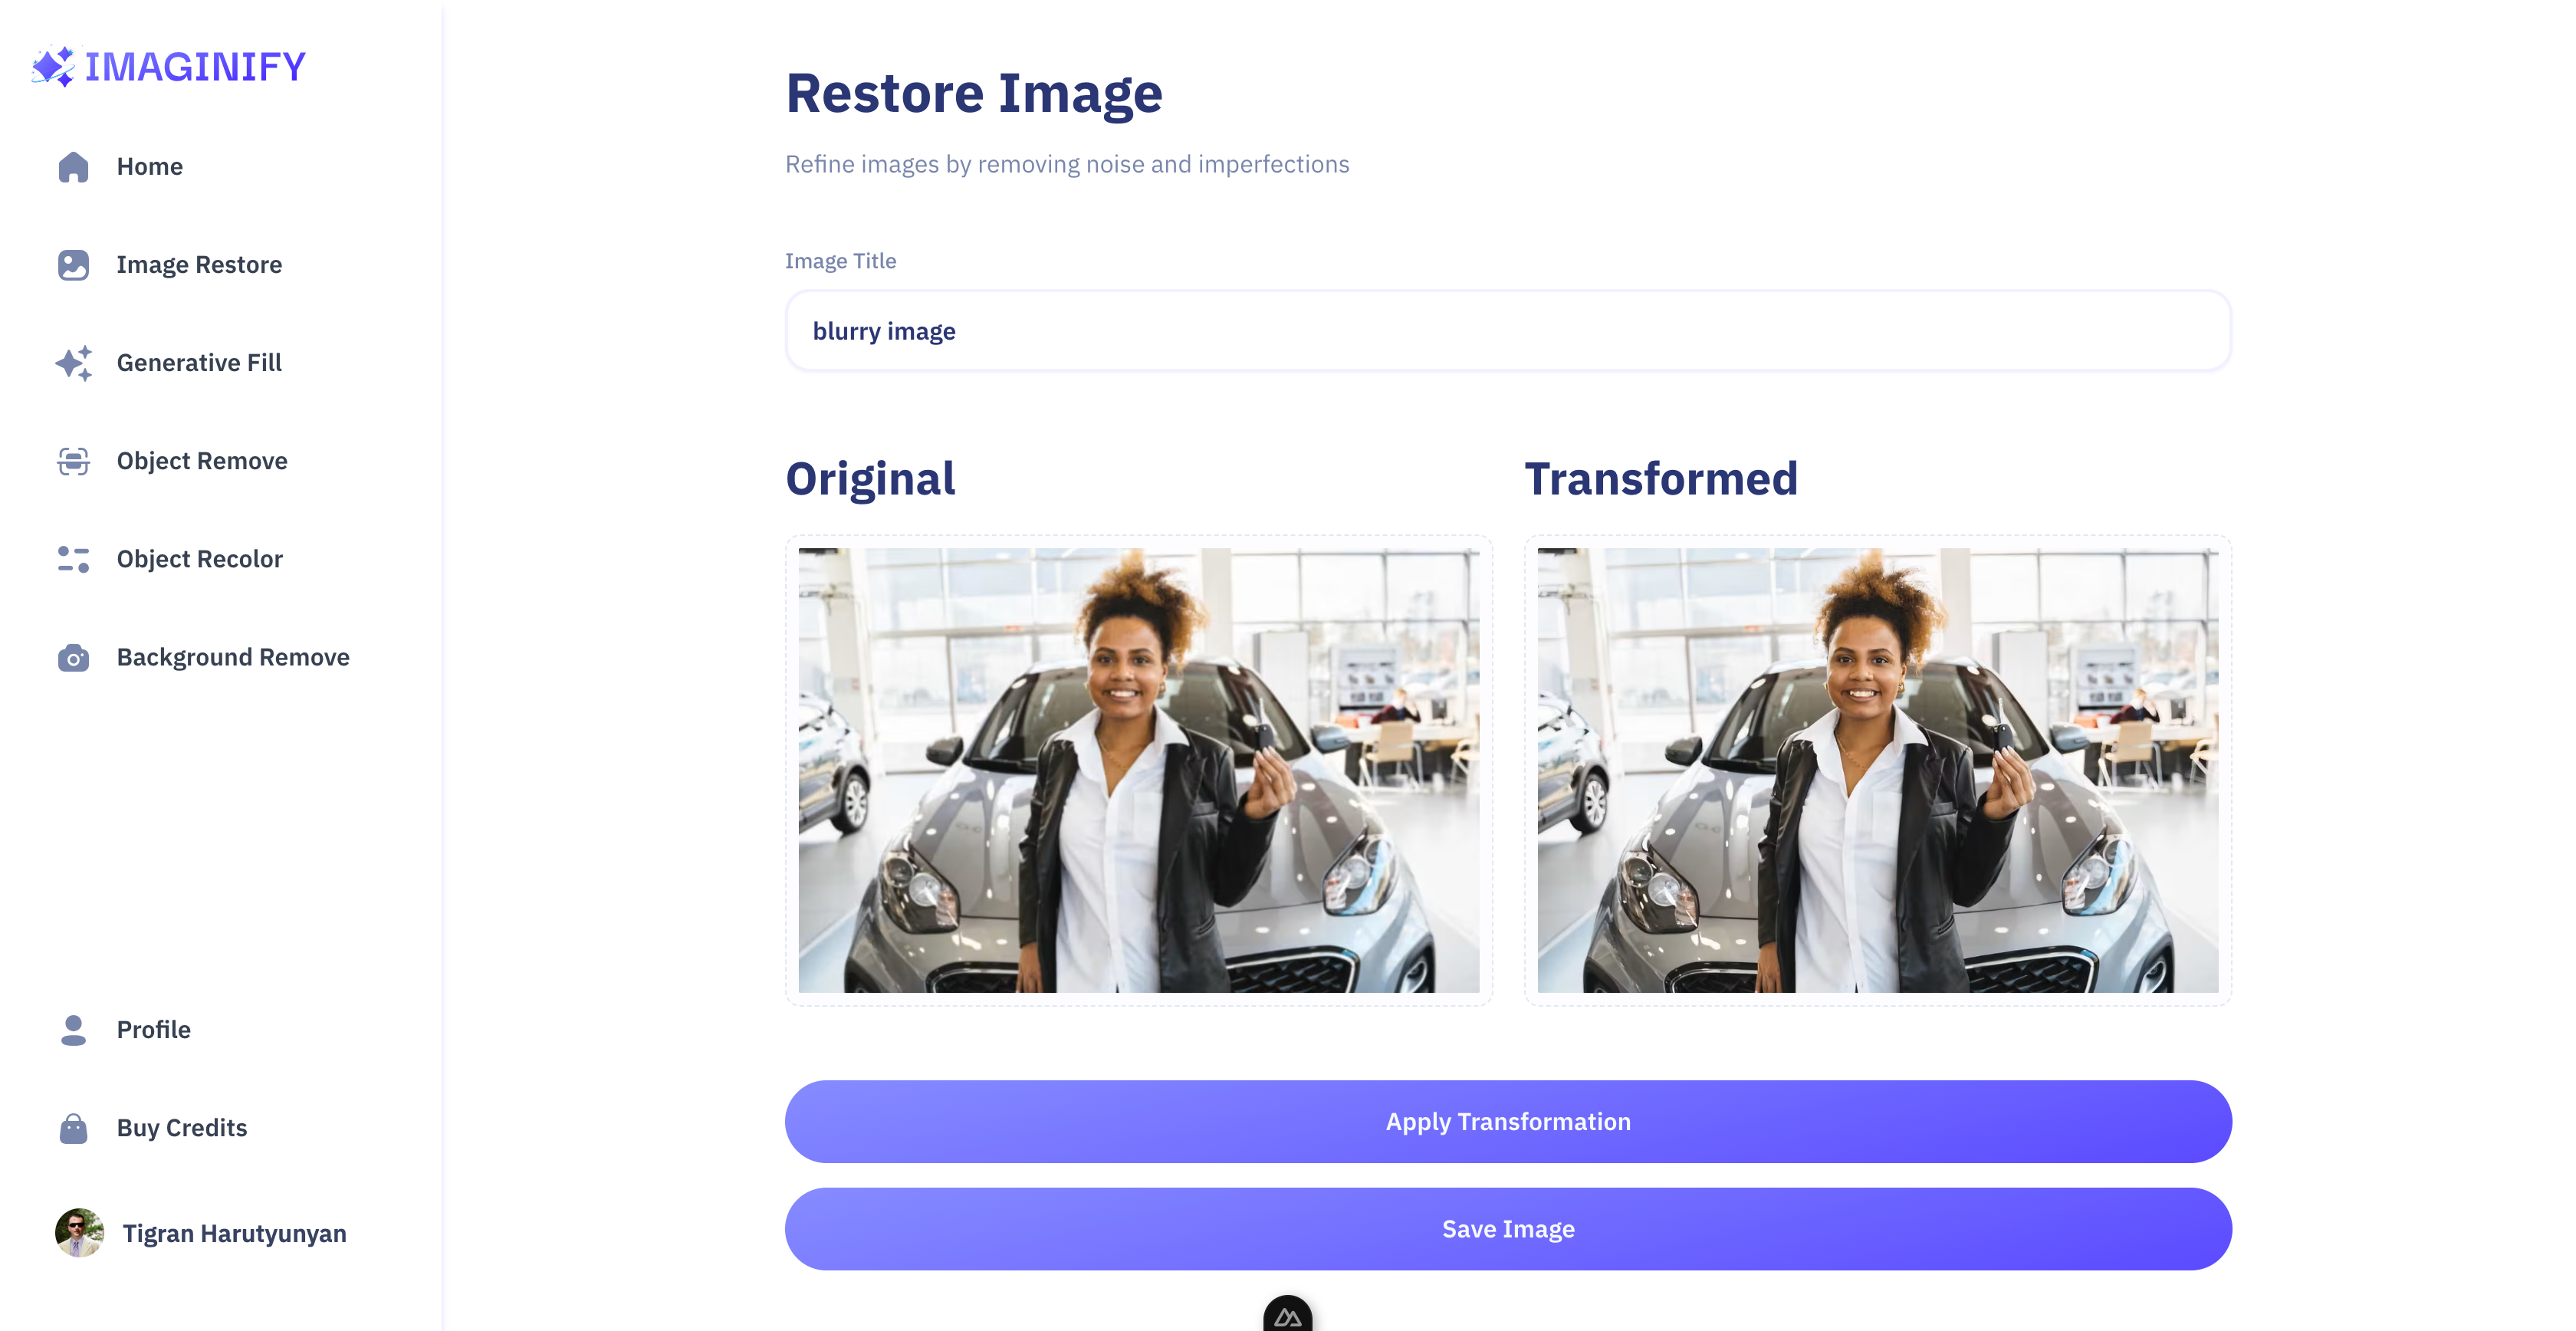 IMAGINIFY
Home
Image Restore
Generative Fill
Object Remove
Object Recolor
Background Remove
Profile
Buy Credits
Tigran Harutyunyan
Restore Image
Refine images by removing noise and imperfections
Image Title
blurry image
Original
Transformed
Apply Transformation
Save Image